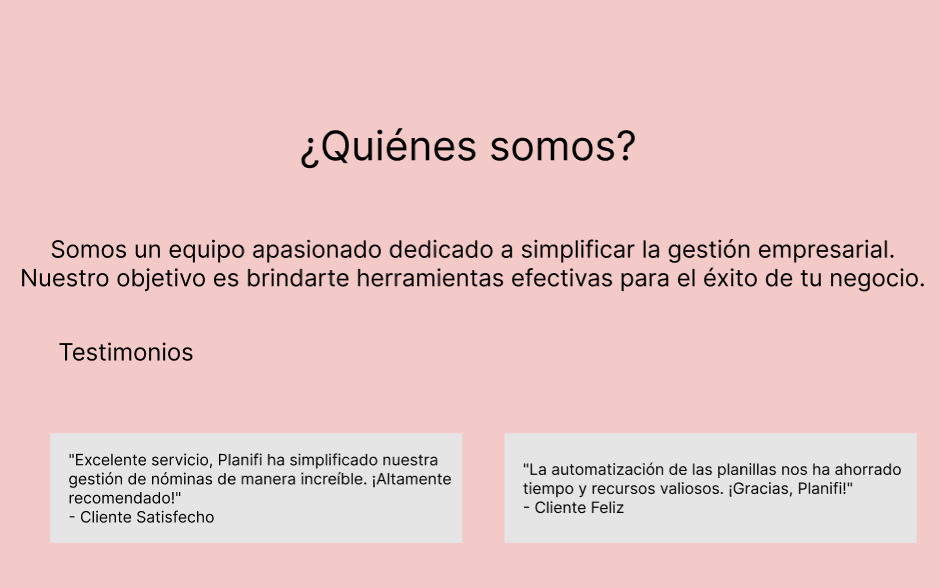 ¿Quiénes somos?
Somos un equipo apasionado dedicado a simplificar la gestión empresarial.
Nuestro objetivo es brindarte herramientas efectivas para el éxito de tu negocio.
Testimonios
"Excelente servicio, Planifi ha simplificado nuestra
gestión de nóminas de manera increíble. ¡Altamente
recomendado!"
- Cliente Satisfecho
"La automatización de las planillas nos ha ahorrado
tiempo y recursos valiosos. ¡Gracias, Planifi!"
- Cliente Feliz